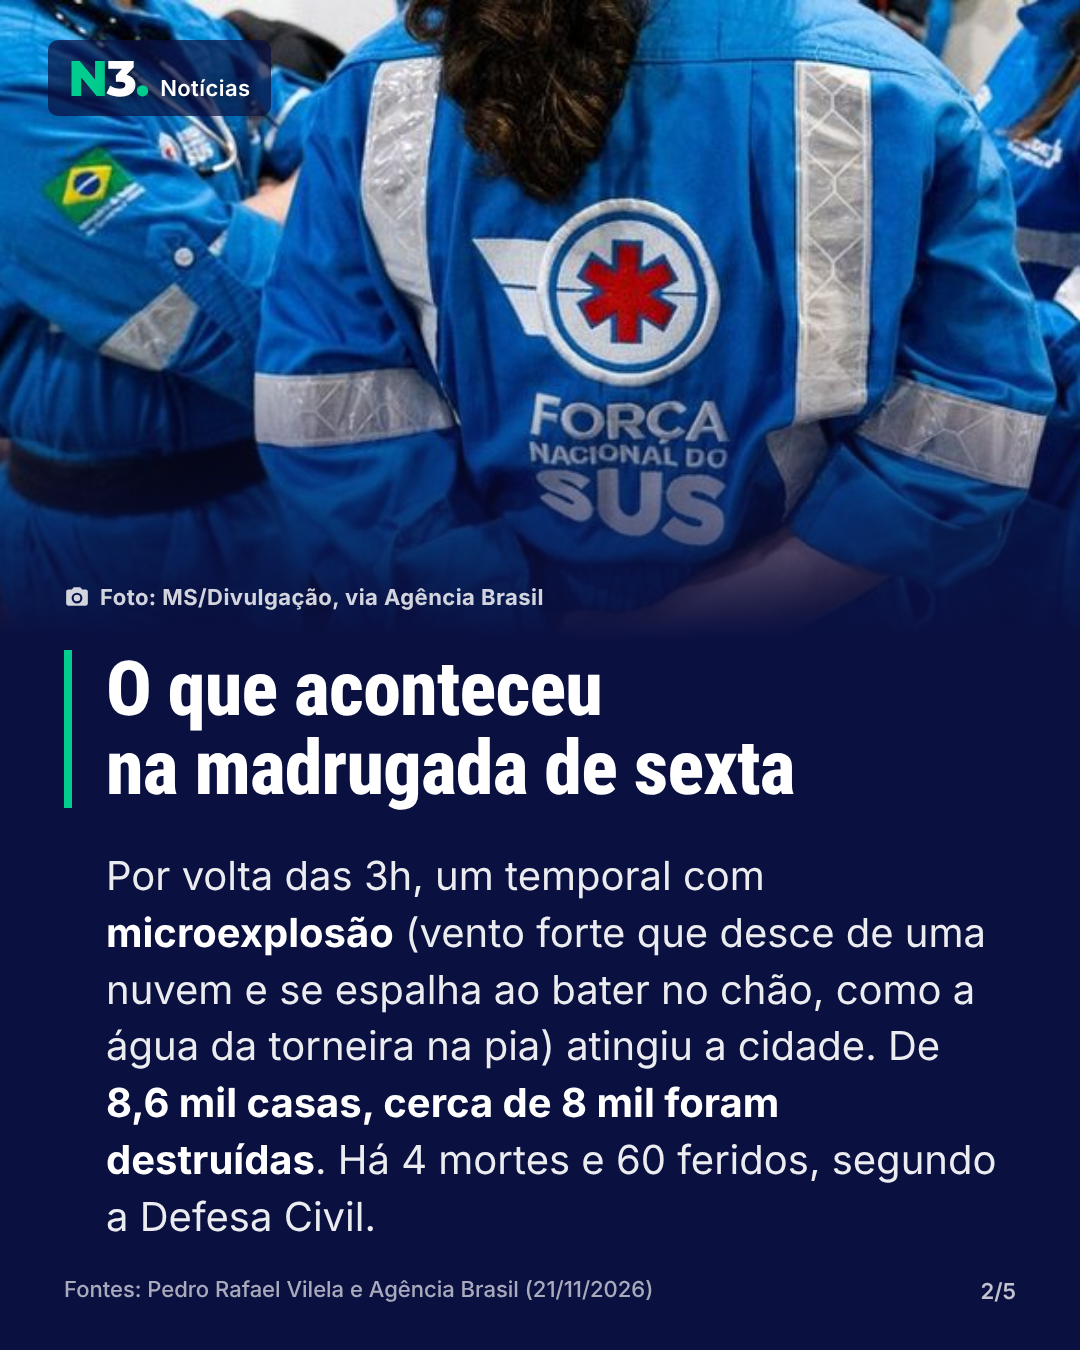 N3. Notícias
FORÇA
NACIONAL DO
SUS
Foto: MS/Divulgação, via Agência Brasil
O que aconteceu
na madrugada de sexta
Por volta das 3h, um temporal com
microexplosão (vento forte que desce de uma
nuvem e se espalha ao bater no chão, como a
água da torneira na pia) atingiu a cidade. De
8,6 mil casas, cerca de 8 mil foram
destruídas. Há 4 mortes e 60 feridos, segundo
a Defesa Civil.
Fontes: Pedro Rafael Vilela e Agência Brasil (21/11/2026)
2/5